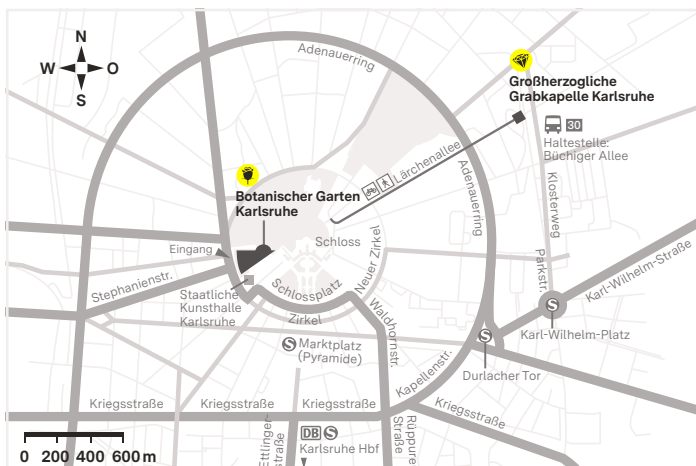 N
W O
S
Adenauerring
Großherzogliche
Grabkapelle Karlsruhe
30
Haltestelle:
Büchiger Allee
Lärchenallee
Adenauerring
Klosterweg
Botanischer Garten
Karlsruhe
Eingang
Schloss
Stephanienstr.
Staatliche
Kunsthalle
Karlsruhe
Schlossplatz
Zirkel
Neuer Zirkel
Waldhornstr.
Parkstr.
Karl-Wilhelm-Straße
S
Karl-Wilhelm-Platz
S Marktplatz
(Pyramide)
S
Durlacher Tor
Kapellenstr.
Kriegsstraße
Kriegsstraße
Kriegsstraße
Kriegsstraße
Ettlinger-
straße
DB S
Karlsruhe Hbf
Rüppurrer
Straße
0 200 400 600 m